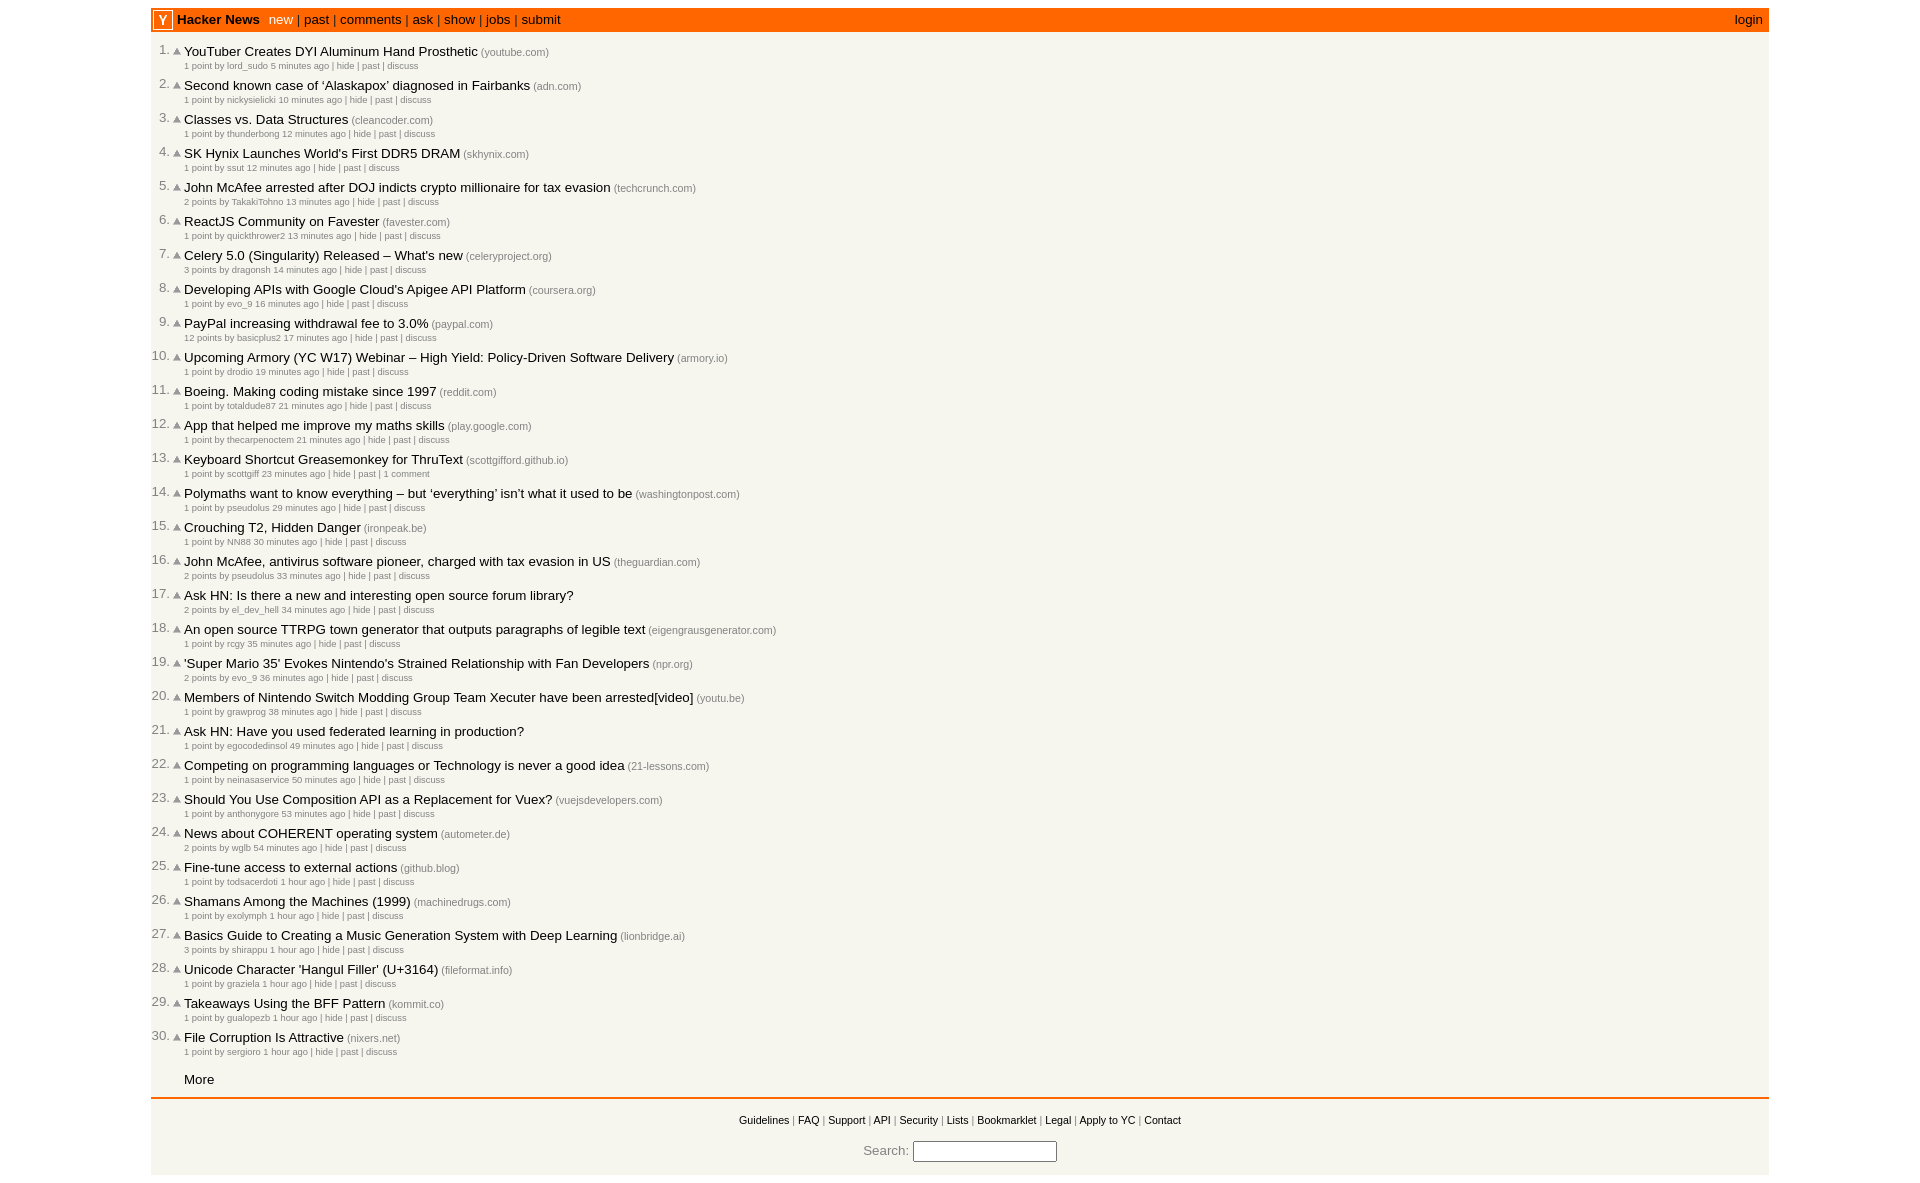 Y Hacker News new | past | comments | ask | show | jobs | submit login
1. YouTuber Creates DYI Aluminum Hand Prosthetic (youtube.com)
1 point by lord_sudo 5 minutes ago | hide | past | discuss
2. Second known case of ‘Alaskapox’ diagnosed in Fairbanks (adn.com)
1 point by nickysielicki 10 minutes ago | hide | past | discuss
3. Classes vs. Data Structures (cleancoder.com)
1 point by thunderbong 12 minutes ago | hide | past | discuss
4. SK Hynix Launches World's First DDR5 DRAM (skhynix.com)
1 point by ssut 12 minutes ago | hide | past | discuss
5. John McAfee arrested after DOJ indicts crypto millionaire for tax evasion (techcrunch.com)
2 points by TakakiTohno 13 minutes ago | hide | past | discuss
6. ReactJS Community on Favester (favester.com)
1 point by quickthrower2 13 minutes ago | hide | past | discuss
7. Celery 5.0 (Singularity) Released – What's new (celeryproject.org)
3 points by dragonsh 14 minutes ago | hide | past | discuss
8. Developing APIs with Google Cloud's Apigee API Platform (coursera.org)
1 point by evo_9 16 minutes ago | hide | past | discuss
9. PayPal increasing withdrawal fee to 3.0% (paypal.com)
12 points by basicplus2 17 minutes ago | hide | past | discuss
10. Upcoming Armory (YC W17) Webinar – High Yield: Policy-Driven Software Delivery (armory.io)
1 point by drodio 19 minutes ago | hide | past | discuss
11. Boeing. Making coding mistake since 1997 (reddit.com)
1 point by totaldude87 21 minutes ago | hide | past | discuss
12. App that helped me improve my maths skills (play.google.com)
1 point by thecarpenoctem 21 minutes ago | hide | past | discuss
13. Keyboard Shortcut Greasemonkey for ThruText (scottgifford.github.io)
1 point by scottgiff 23 minutes ago | hide | past | 1 comment
14. Polymaths want to know everything – but ‘everything’ isn’t what it used to be (washingtonpost.com)
1 point by pseudolus 29 minutes ago | hide | past | discuss
15. Crouching T2, Hidden Danger (ironpeak.be)
1 point by NN88 30 minutes ago | hide | past | discuss
16. John McAfee, antivirus software pioneer, charged with tax evasion in US (theguardian.com)
2 points by pseudolus 33 minutes ago | hide | past | discuss
17. Ask HN: Is there a new and interesting open source forum library?
2 points by el_dev_hell 34 minutes ago | hide | past | discuss
18. An open source TTRPG town generator that outputs paragraphs of legible text (eigengrausgenerator.com)
1 point by rcgy 35 minutes ago | hide | past | discuss
19. 'Super Mario 35' Evokes Nintendo's Strained Relationship with Fan Developers (npr.org)
2 points by evo_9 36 minutes ago | hide | past | discuss
20. Members of Nintendo Switch Modding Group Team Xecuter have been arrested[video] (youtu.be)
1 point by grawprog 38 minutes ago | hide | past | discuss
21. Ask HN: Have you used federated learning in production?
1 point by egocodedinsol 49 minutes ago | hide | past | discuss
22. Competing on programming languages or Technology is never a good idea (21-lessons.com)
1 point by neinasaservice 50 minutes ago | hide | past | discuss
23. Should You Use Composition API as a Replacement for Vuex? (vuejsdevelopers.com)
1 point by anthonygore 53 minutes ago | hide | past | discuss
24. News about COHERENT operating system (autometer.de)
2 points by wglb 54 minutes ago | hide | past | discuss
25. Fine-tune access to external actions (github.blog)
1 point by todsacerdoti 1 hour ago | hide | past | discuss
26. Shamans Among the Machines (1999) (machinedrugs.com)
1 point by exolymph 1 hour ago | hide | past | discuss
27. Basics Guide to Creating a Music Generation System with Deep Learning (lionbridge.ai)
3 points by shirappu 1 hour ago | hide | past | discuss
28. Unicode Character 'Hangul Filler' (U+3164) (fileformat.info)
1 point by graziela 1 hour ago | hide | past | discuss
29. Takeaways Using the BFF Pattern (kommit.co)
1 point by gualopezb 1 hour ago | hide | past | discuss
30. File Corruption Is Attractive (nixers.net)
1 point by sergioro 1 hour ago | hide | past | discuss
More
Guidelines | FAQ | Support | API | Security | Lists | Bookmarklet | Legal | Apply to YC | Contact
Search: